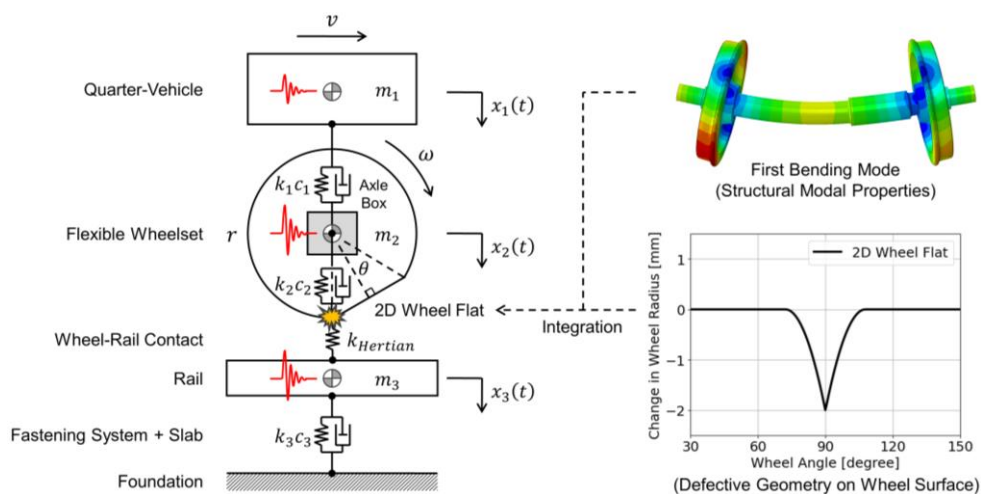 v
Quarter-Vehicle
m₁
x₁(t)
ω
k₁c₁
Axle
Box
Flexible Wheelset
r
m₂
x₂(t)
θ
k₂c₂
2D Wheel Flat
Wheel-Rail Contact
k_Hertian
Rail
m₃
x₃(t)
Fastening System + Slab
k₃c₃
Foundation
Integration
First Bending Mode
(Structural Modal Properties)
2D Wheel Flat
Change in Wheel Radius [mm]
1
0
−1
−2
30 60 90 120 150
Wheel Angle [degree]
(Defective Geometry on Wheel Surface)